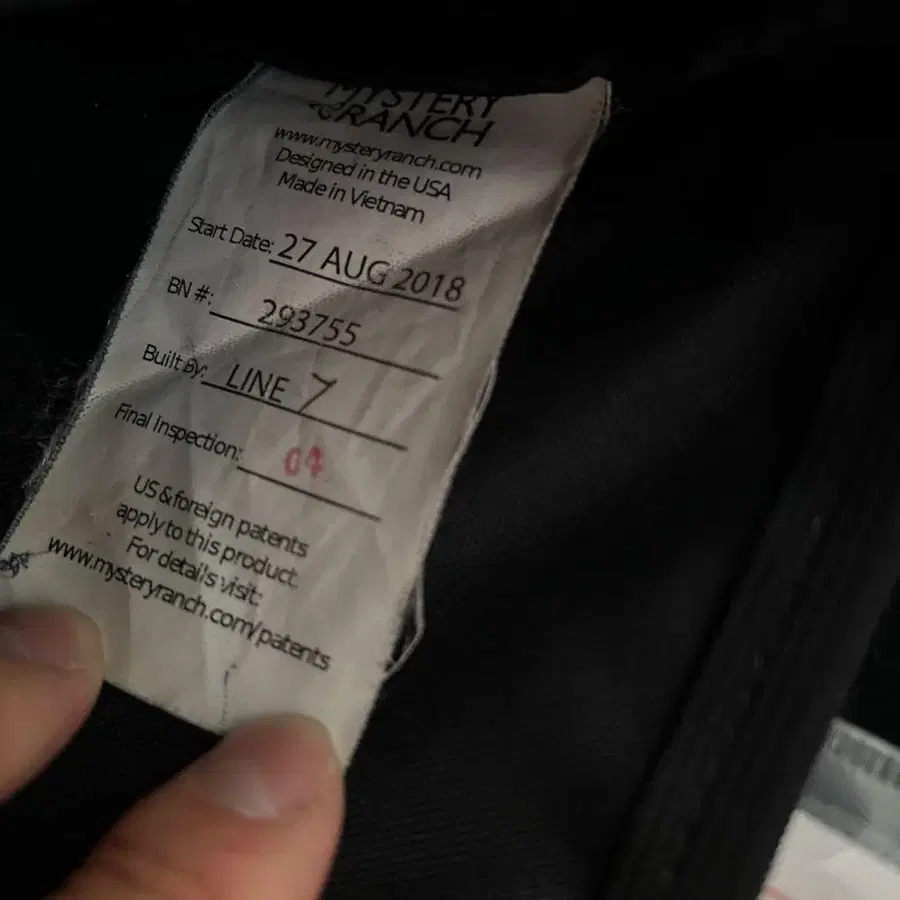 MYSTERY
RANCH
www.mysteryranch.com
Designed in the USA
Made in Vietnam
Start Date: 27 AUG 2018
BN #: 293755
Built By: LINE 7
Final Inspection: 04
US & foreign patents
apply to this product.
For details visit:
www.mysteryranch.com/patents